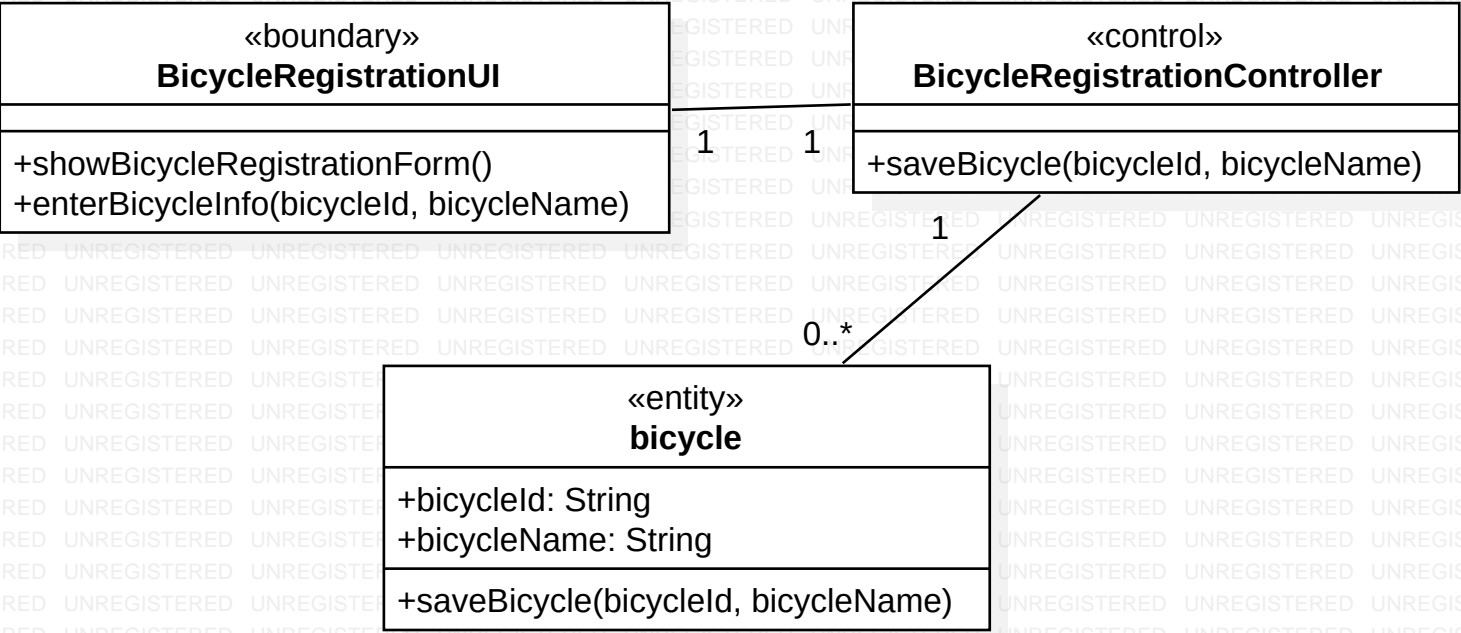 «boundary»
BicycleRegistrationUI
+showBicycleRegistrationForm()
+enterBicycleInfo(bicycleId, bicycleName)
1
1
«control»
BicycleRegistrationController
+saveBicycle(bicycleId, bicycleName)
1
0..*
«entity»
bicycle
+bicycleId: String
+bicycleName: String
+saveBicycle(bicycleId, bicycleName)
UNREGISTERED